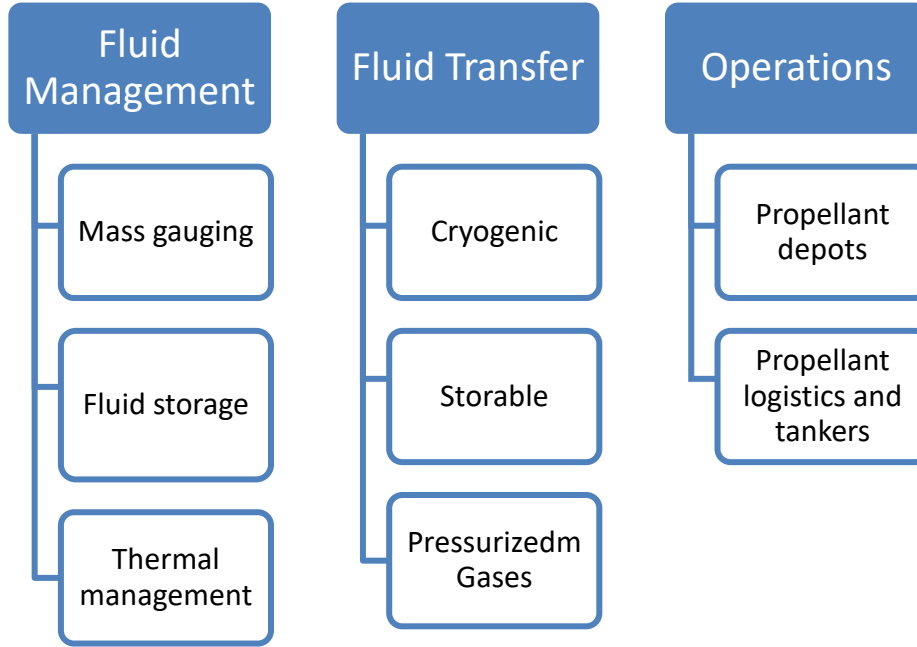 Fluid
Management
Mass gauging
Fluid storage
Thermal
management
Fluid Transfer
Cryogenic
Storable
Pressurizedm
Gases
Operations
Propellant
depots
Propellant
logistics and
tankers